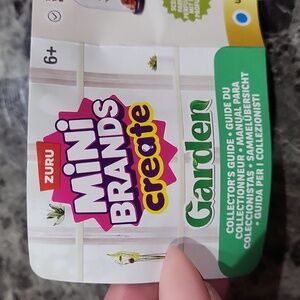 6+
ZURU
MiNi
BRANDS
create
Garden
COLLECTOR'S GUIDE • GUIDE DU
COLLECTIONNEUR • MANUAL PARA
COLECCIONISTAS • SAMMELÜBERSICHT
• GUIDA PER I COLLEZIONISTI